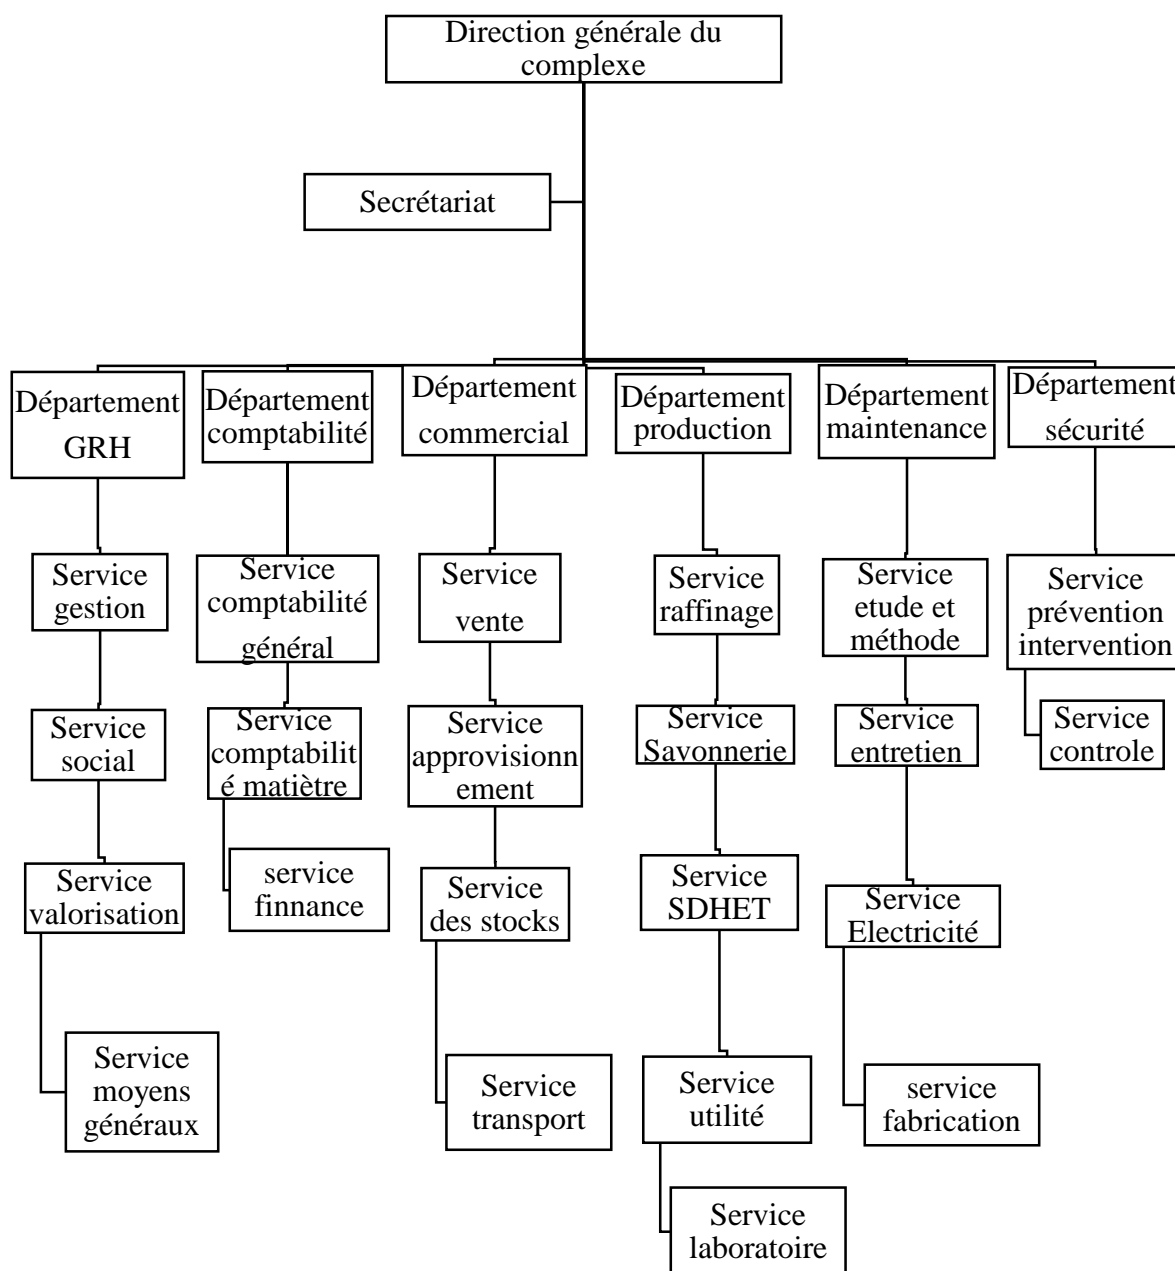 Direction générale du
complexe
Secrétariat
Département
GRH
Département
comptabilité
Département
commercial
Département
production
Département
maintenance
Département
sécurité
Service
gestion
Service
comptabilité
général
Service
vente
Service
raffinage
Service
etude et
méthode
Service
prévention
intervention
Service
social
Service
comptabilit
é matiètre
Service
approvisionn
ement
Service
Savonnerie
Service
entretien
Service
controle
Service
valorisation
service
finnance
Service
des stocks
Service
SDHET
Service
Electricité
Service
moyens
généraux
Service
transport
Service
utilité
service
fabrication
Service
laboratoire